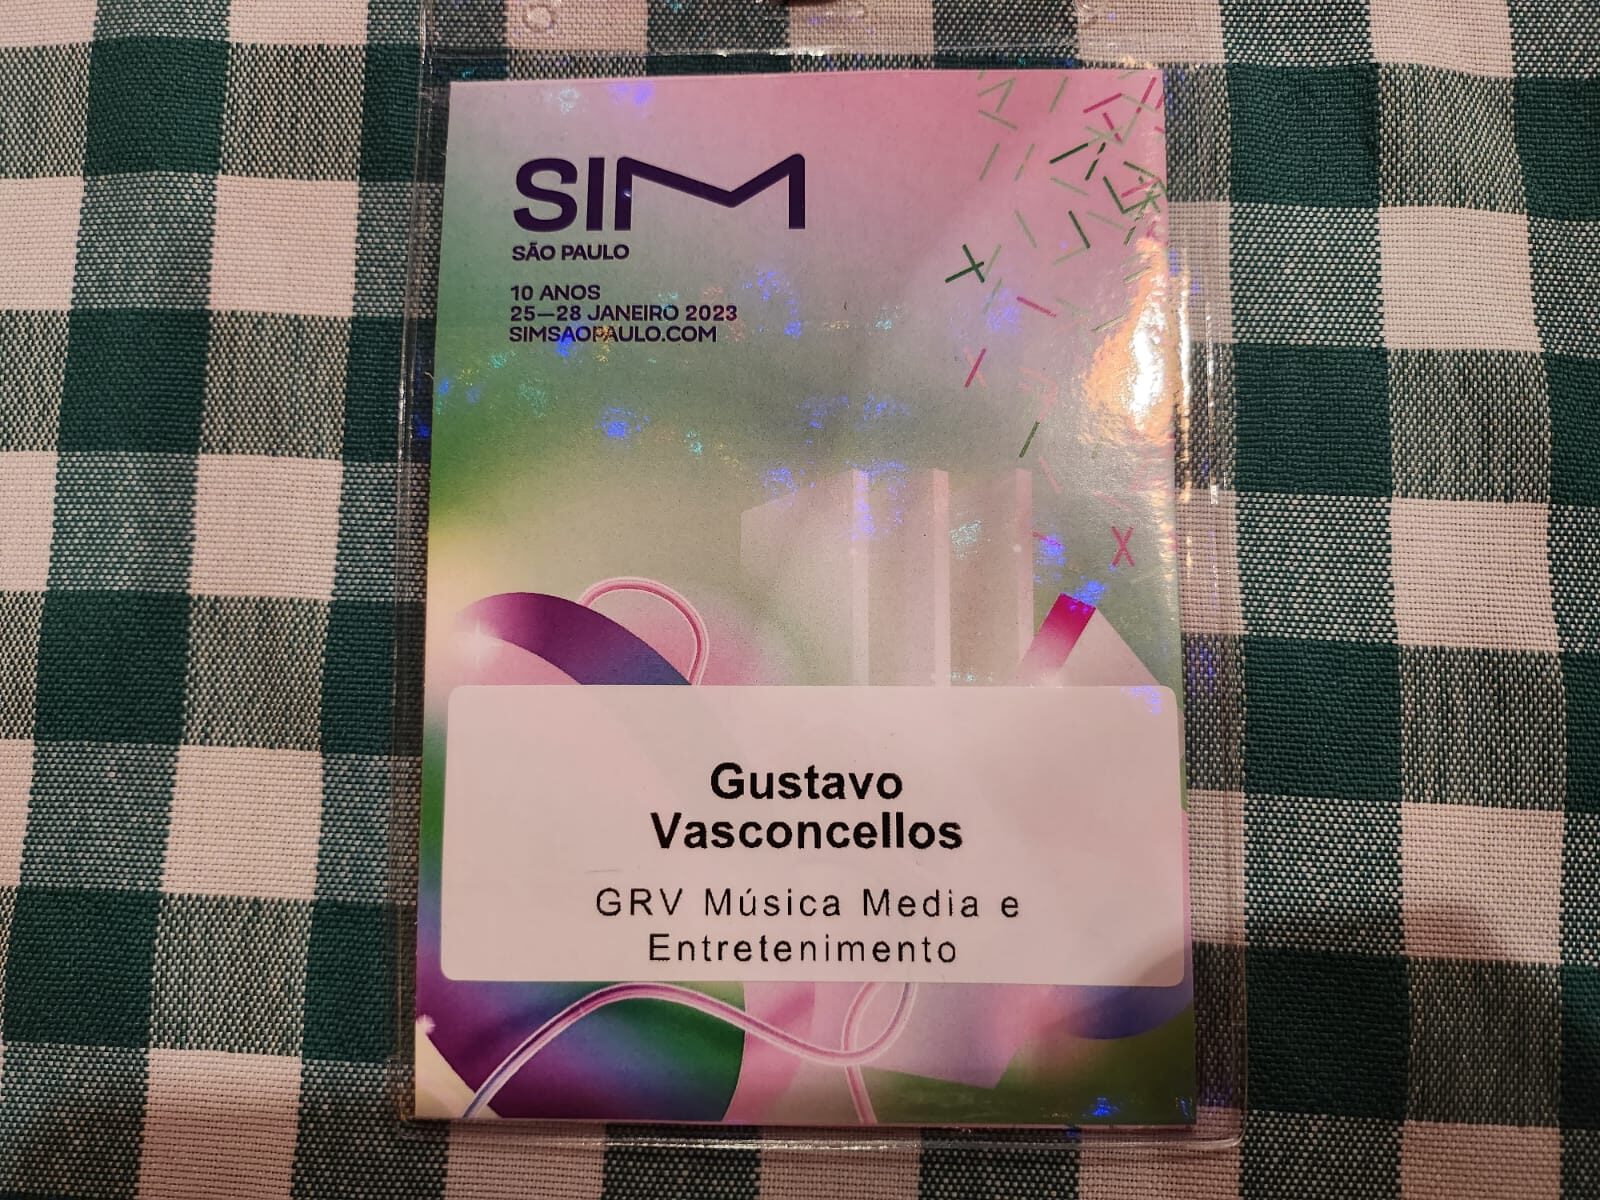 SIM
SÃO PAULO
10 ANOS
25—28 JANEIRO 2023
SIMSAOPAULO.COM
Gustavo
Vasconcellos
GRV Música Media e
Entretenimento